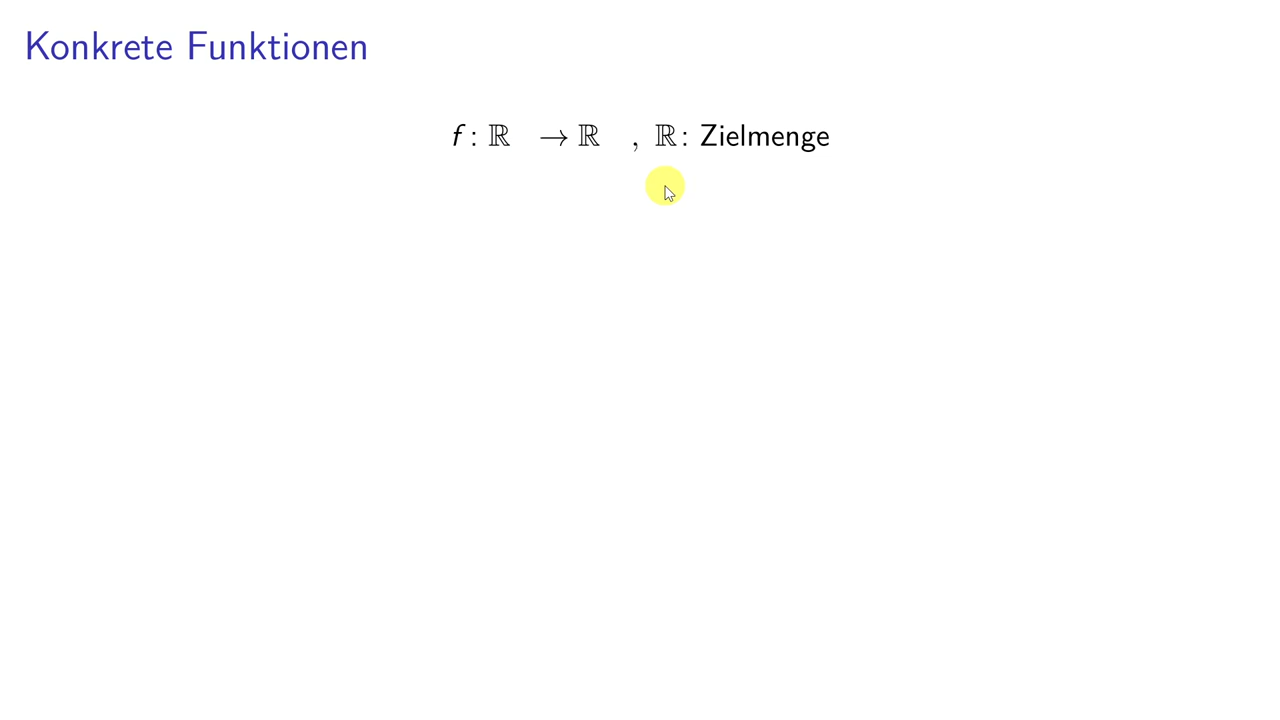 Konkrete Funktionen
f : ℝ → ℝ , ℝ : Zielmenge